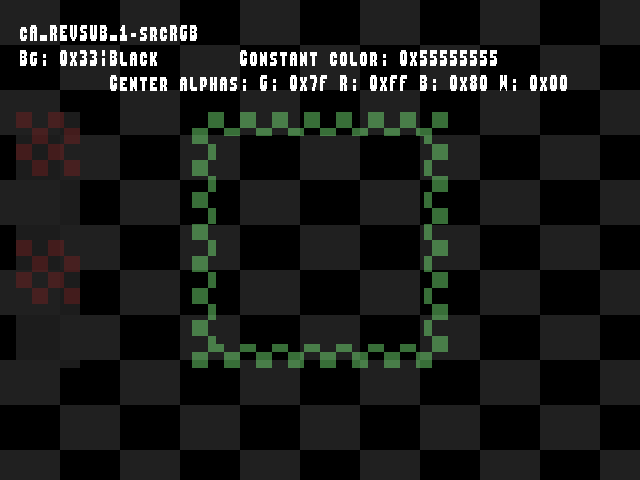 cA_REVSUB_1-srcRGB
Bg: 0x33¦Black Constant color: 0x55555555
Center alphas: G: 0x7f R: 0xff B: 0x80 W: 0x00